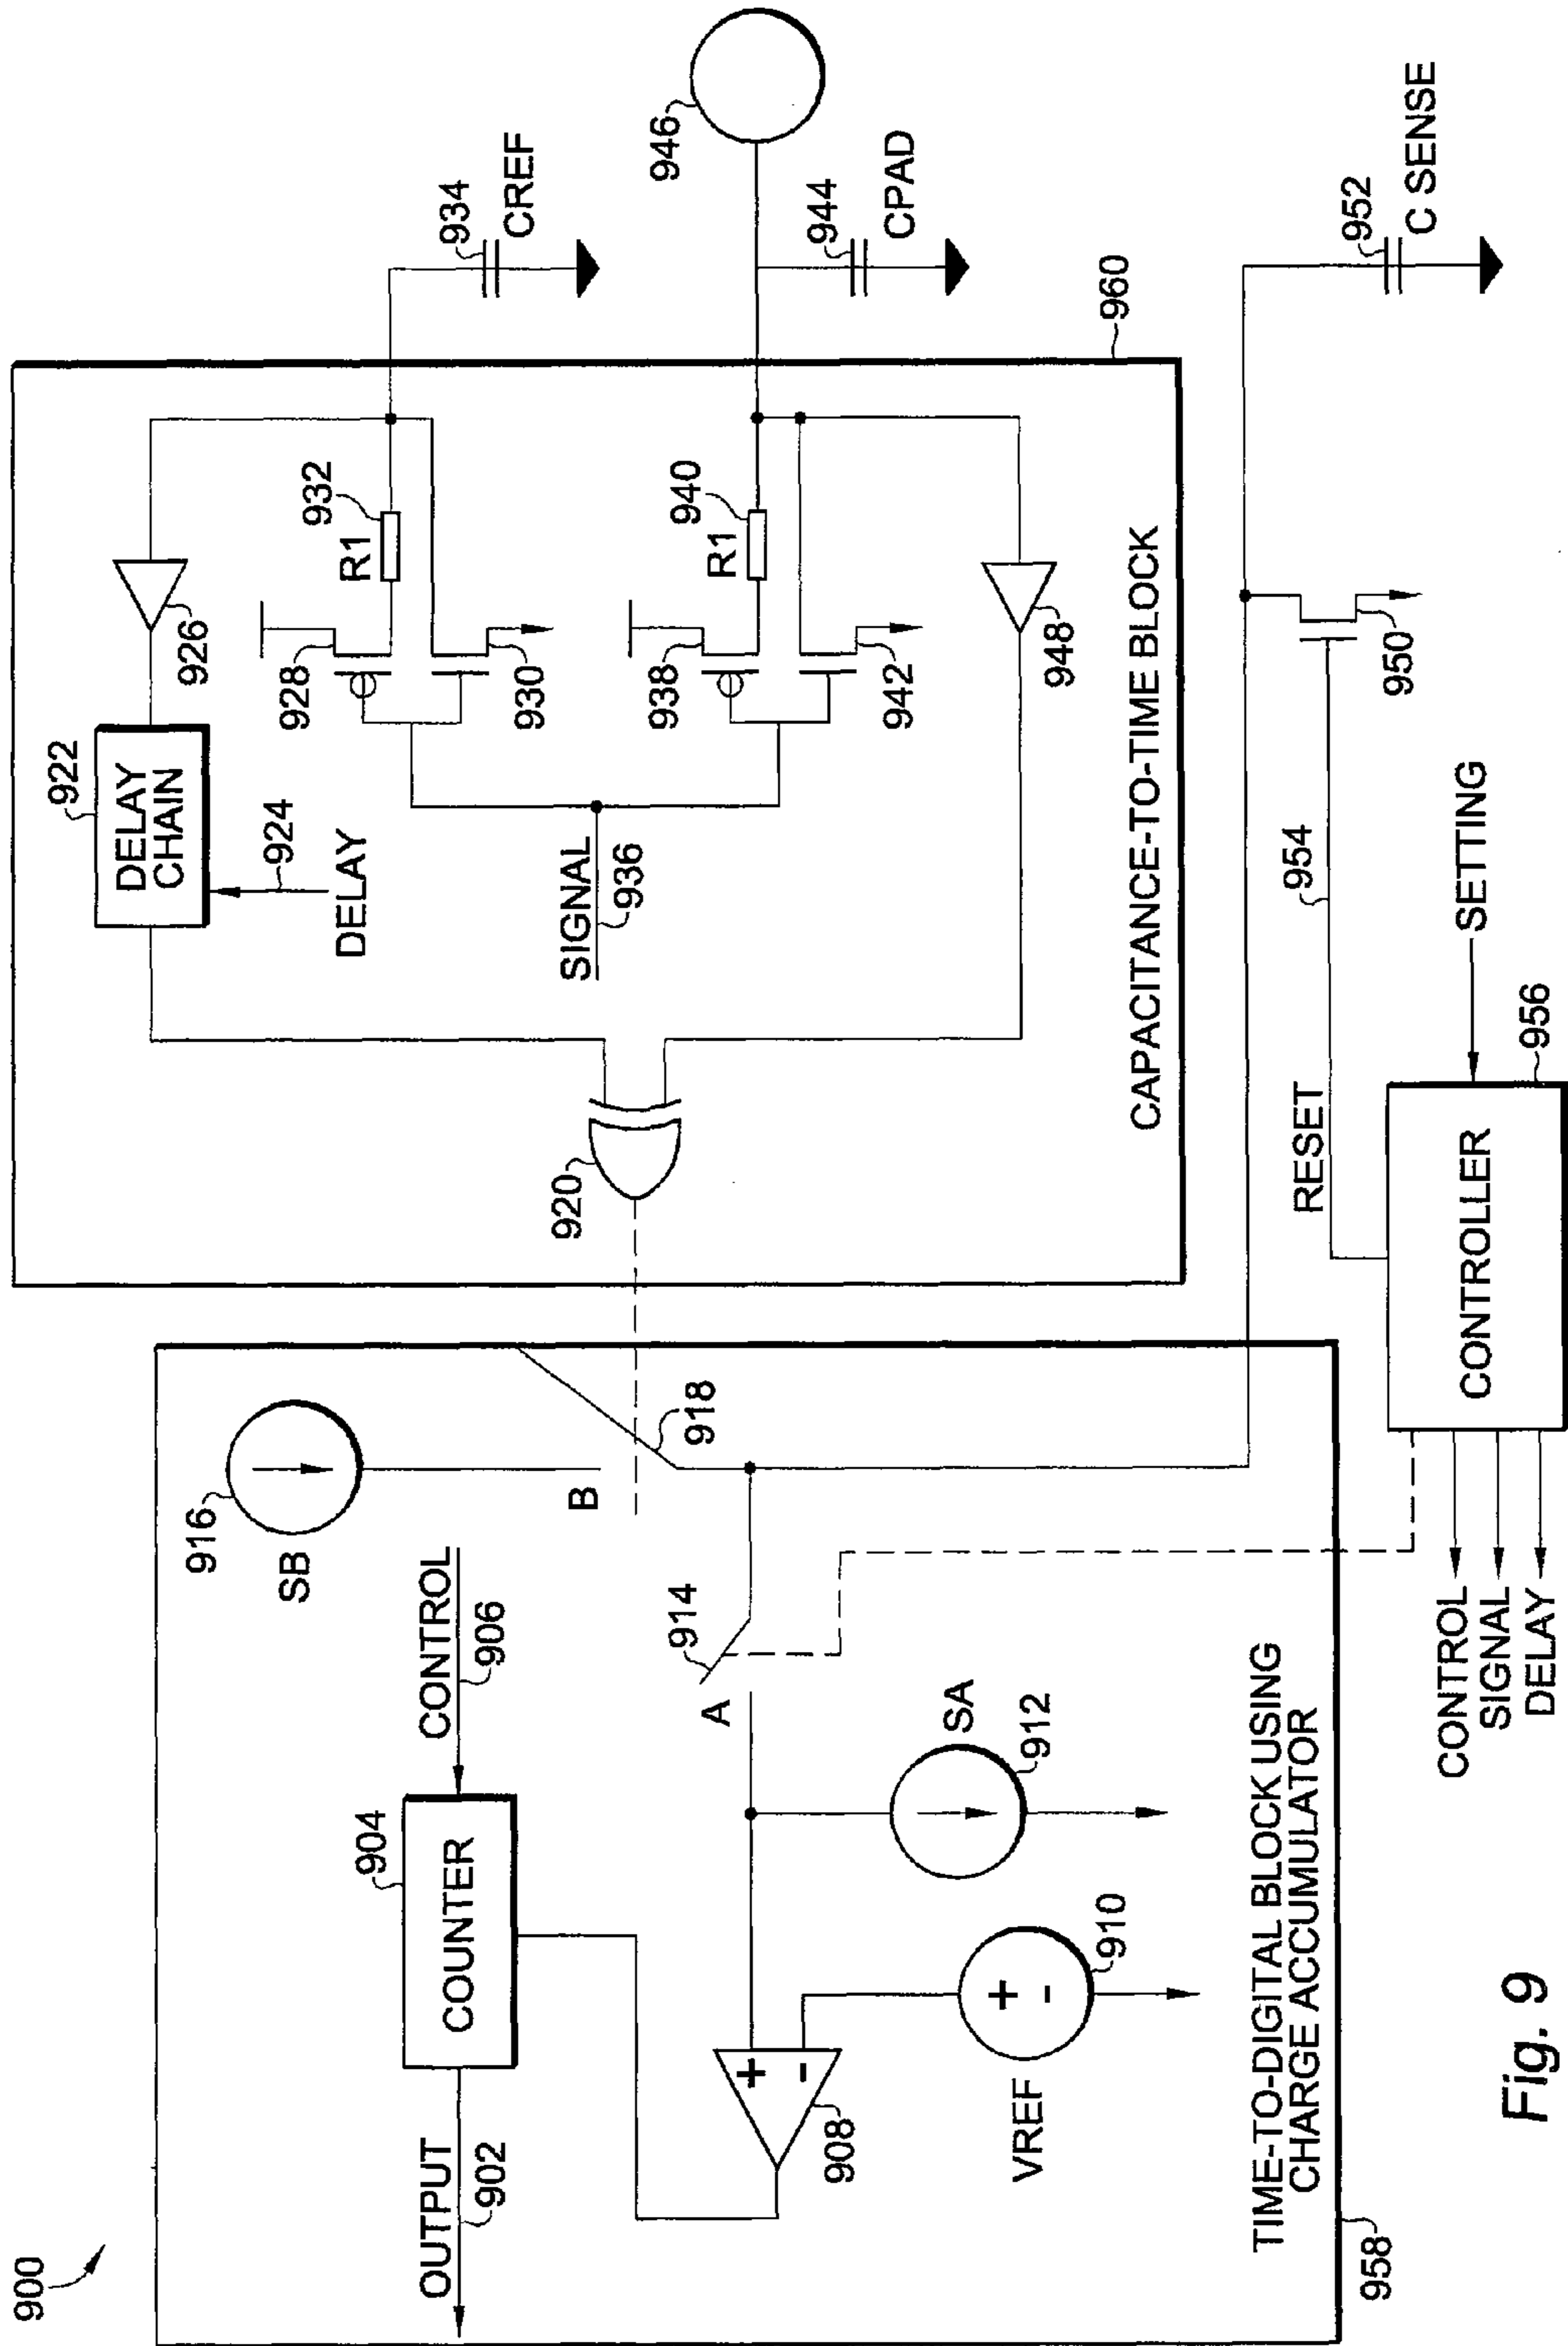 900
OUTPUT
902
904
COUNTER
CONTROL
906
916
SB
B
918
A
914
SA
912
+
-
908
VREF
910
+
-
TIME-TO-DIGITAL BLOCK USING
CHARGE ACCUMULATOR
958
920
922
DELAY
CHAIN
924
DELAY
926
928
930
R1
932
SIGNAL
936
938
942
R1
940
948
CAPACITANCE-TO-TIME BLOCK
960
934
CREF
946
944
CPAD
952
C SENSE
950
954
RESET
CONTROLLER
956
SETTING
CONTROL
SIGNAL
DELAY
Fig. 9